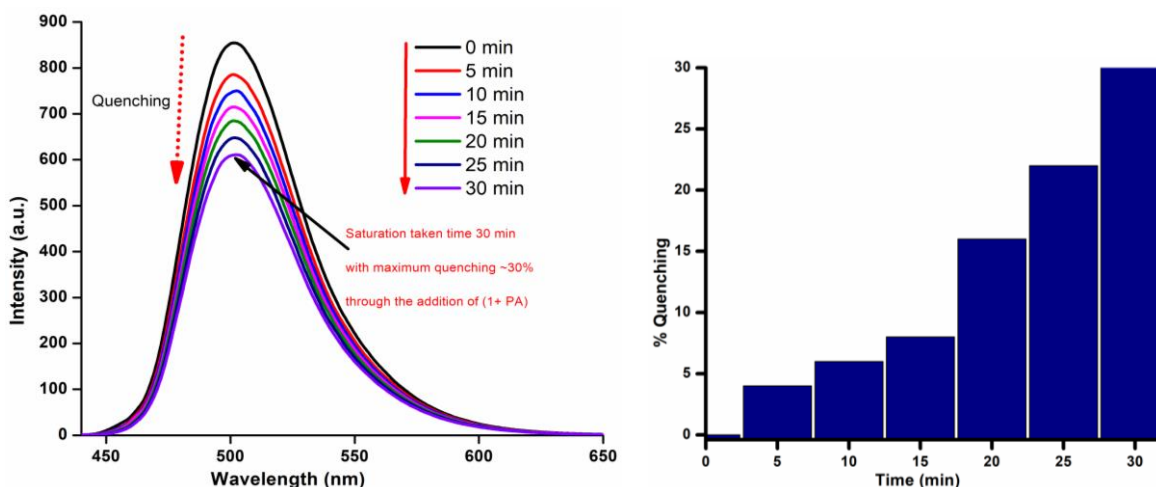 900
800
700
600
500
400
300
200
100
0
Intensity (a.u.)
Quenching
0 min
5 min
10 min
15 min
20 min
25 min
30 min
Saturation taken time 30 min
with maximum quenching ~30%
through the addition of (1+ PA)
450 500 550 600 650
Wavelength (nm)
30
25
20
15
10
5
0
% Quenching
0 5 10 15 20 25 30
Time (min)